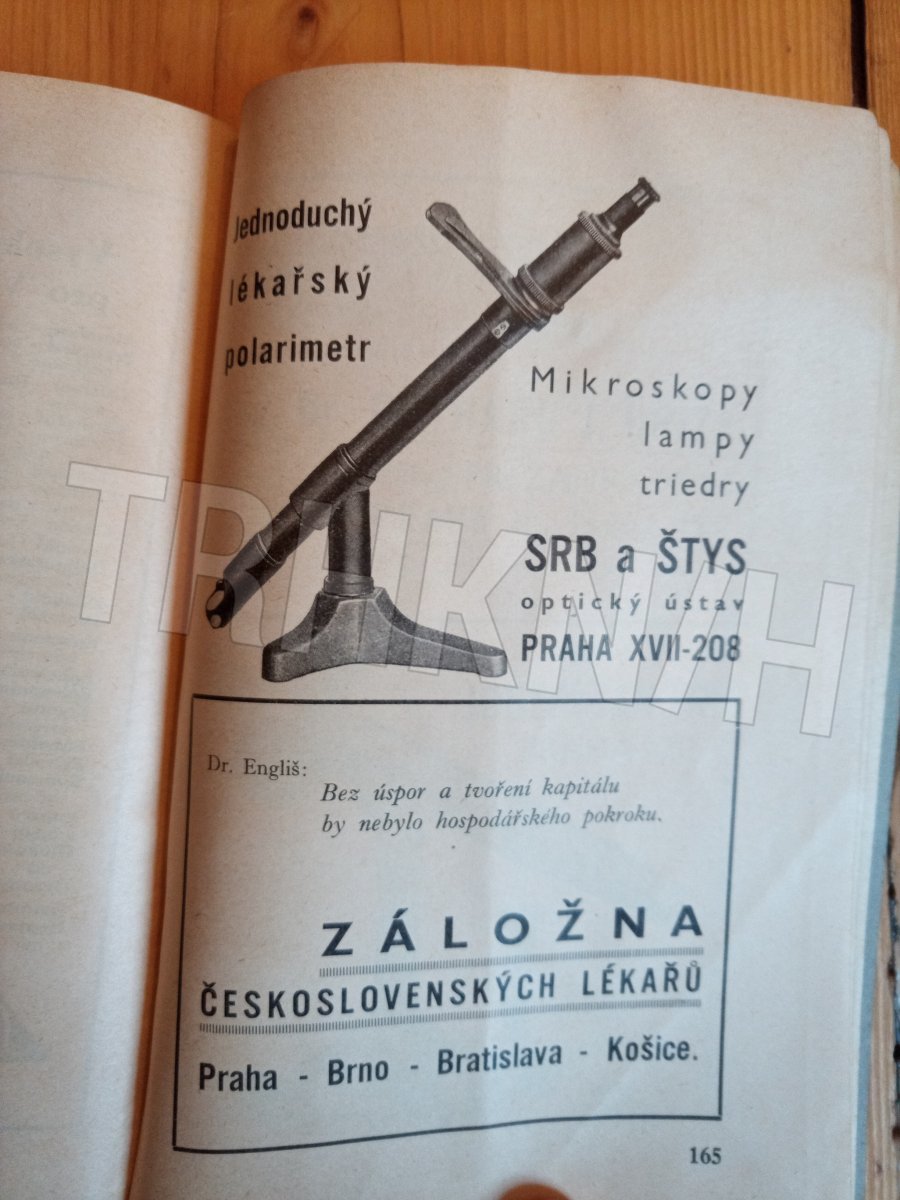 Jednoduchý
lékařský
polarimetr
Mikroskopy
lampy
triedry
SRB a ŠTYS
optický ústav
PRAHA XVII-208
Dr. Engliš:
Bez úspor a tvoření kapitálu
by nebylo hospodářského pokroku.
ZÁLOŽNA
ČESKOSLOVENSKÝCH LÉKAŘŮ
Praha - Brno - Bratislava - Košice.
165